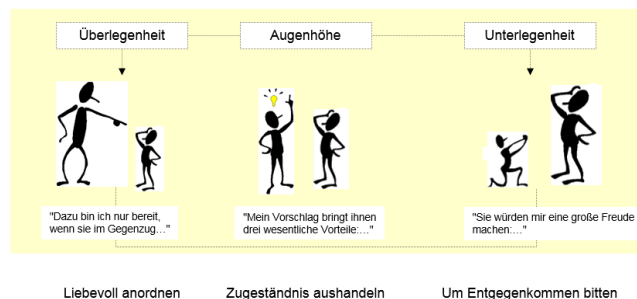 Überlegenheit
Augenhöhe
Unterlegenheit
"Dazu bin ich nur bereit,
wenn sie im Gegenzug..."
"Mein Vorschlag bringt ihnen
drei wesentliche Vorteile:..."
"Sie würden mir eine große Freude
machen:..."
Liebevoll anordnen
Zugeständnis aushandeln
Um Entgegenkommen bitten